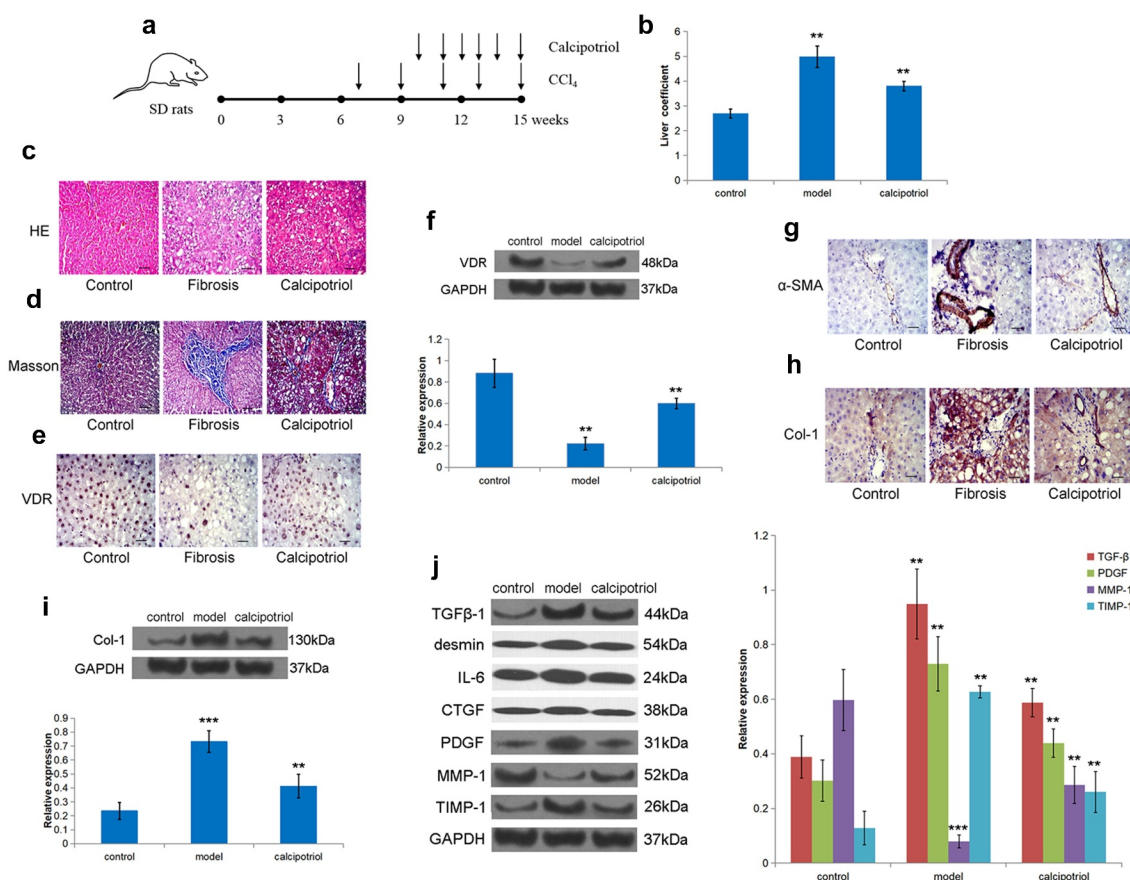 a
SD rats
Calcipotriol
CCl4
0 3 6 9 12 15 weeks
b
Liver coefficient
6
5
4
3
2
1
0
** **
control model calcipotriol
c
HE
Control Fibrosis Calcipotriol
d
Masson
Control Fibrosis Calcipotriol
e
VDR
Control Fibrosis Calcipotriol
f
control model calcipotriol
VDR 48kDa
GAPDH 37kDa
Relative expression
1.2
1
0.8
0.6
0.4
0.2
0
** **
control model calcipotriol
g
α-SMA
Control Fibrosis Calcipotriol
h
Col-1
Control Fibrosis Calcipotriol
i
control model calcipotriol
Col-1 130kDa
GAPDH 37kDa
Relative expression
0.9
0.8
0.7
0.6
0.5
0.4
0.3
0.2
0.1
0
*** **
control model calcipotriol
j
control model calcipotriol
TGFβ-1 44kDa
desmin 54kDa
IL-6 24kDa
CTGF 38kDa
PDGF 31kDa
MMP-1 52kDa
TIMP-1 26kDa
GAPDH 37kDa
Relative expression
1.2
1
0.8
0.6
0.4
0.2
0
** ** *** ** ** ** ** **
control model calcipotriol
TGF-β
PDGF
MMP-1
TIMP-1